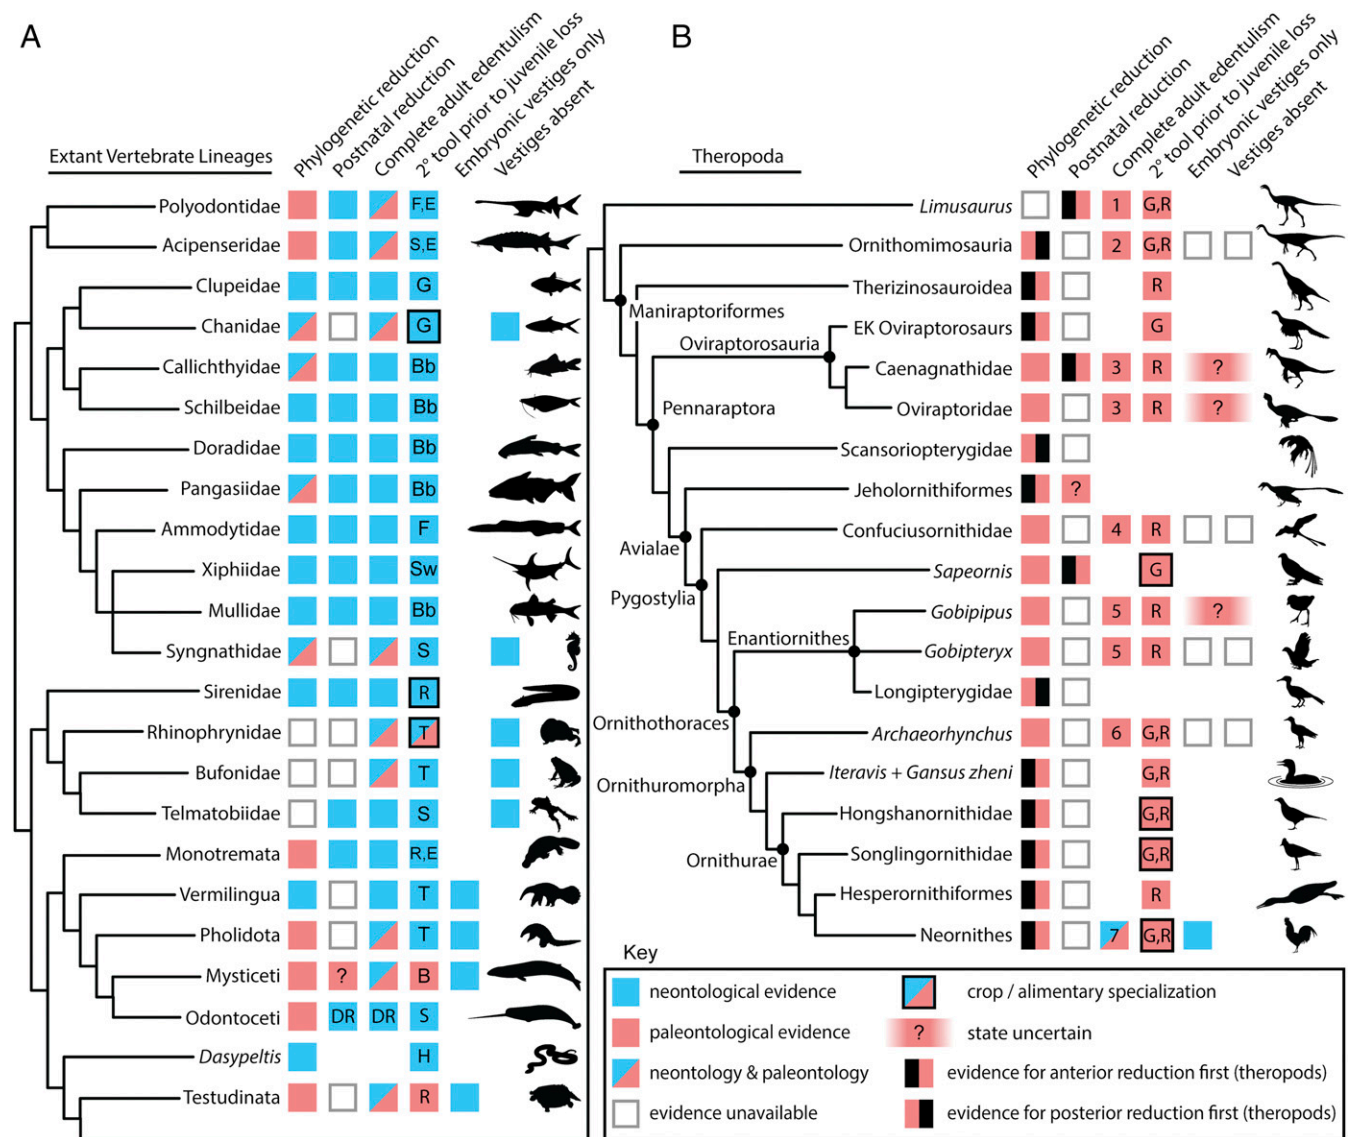 A
Phylogenetic reduction
Postnatal reduction
Complete adult edentulism
2° tool prior to juvenile loss
Embryonic vestiges only
Vestiges absent
Extant Vertebrate Lineages
Polyodontidae F,E
Acipenseridae S,E
Clupeidae G
Chanidae G
Callichthyidae Bb
Schilbeidae Bb
Doradidae Bb
Pangasiidae Bb
Ammodytidae F
Xiphiidae Sw
Mullidae Bb
Syngnathidae S
Sirenidae R
Rhinophrynidae T
Bufonidae T
Telmatobiidae S
Monotremata R,E
Vermilingua T
Pholidota T
Mysticeti ? B
Odontoceti DR DR S
Dasypeltis H
Testudinata R
B
Phylogenetic reduction
Postnatal reduction
Complete adult edentulism
2° tool prior to juvenile loss
Embryonic vestiges only
Vestiges absent
Theropoda
Limusaurus 1 G,R
Ornithomimosauria 2 G,R
Therizinosauroidea R
Maniraptoriformes
EK Oviraptorosaurs G
Oviraptorosauria
Caenagnathidae 3 R ?
Oviraptoridae 3 R ?
Pennaraptora
Scansoriopterygidae
Jeholornithiformes ?
Confuciusornithidae 4 R
Avialae
Sapeornis G
Pygostylia
Gobipipus 5 R ?
Enantiornithes
Gobipteryx 5 R
Longipterygidae
Ornithothoraces
Archaeorhynchus 6 G,R
Iteravis + Gansus zheni G,R
Ornithuromorpha
Hongshanornithidae G,R
Songlingornithidae G,R
Ornithurae
Hesperornithiformes R
Neornithes 7 G,R
Key
neontological evidence
paleontological evidence
neontology & paleontology
evidence unavailable
crop / alimentary specialization
? state uncertain
evidence for anterior reduction first (theropods)
evidence for posterior reduction first (theropods)